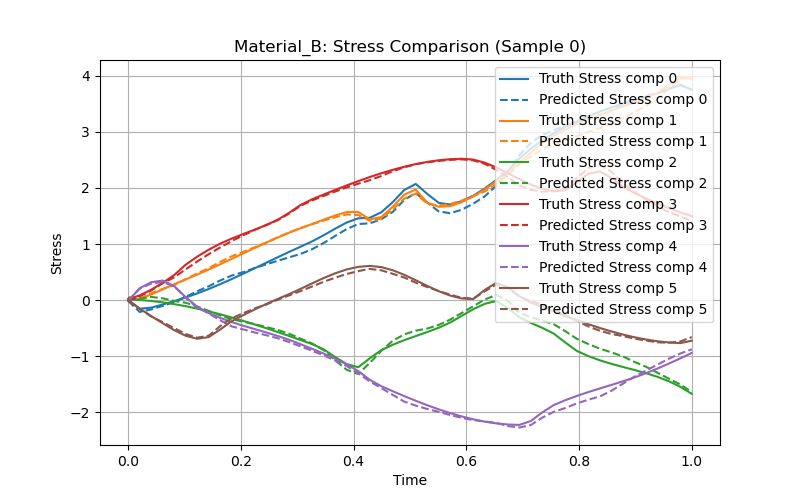 Material_B: Stress Comparison (Sample 0)
Stress
4
3
2
1
0
−1
−2
Truth Stress comp 0
Predicted Stress comp 0
Truth Stress comp 1
Predicted Stress comp 1
Truth Stress comp 2
Predicted Stress comp 2
Truth Stress comp 3
Predicted Stress comp 3
Truth Stress comp 4
Predicted Stress comp 4
Truth Stress comp 5
Predicted Stress comp 5
0.0 0.2 0.4 0.6 0.8 1.0
Time